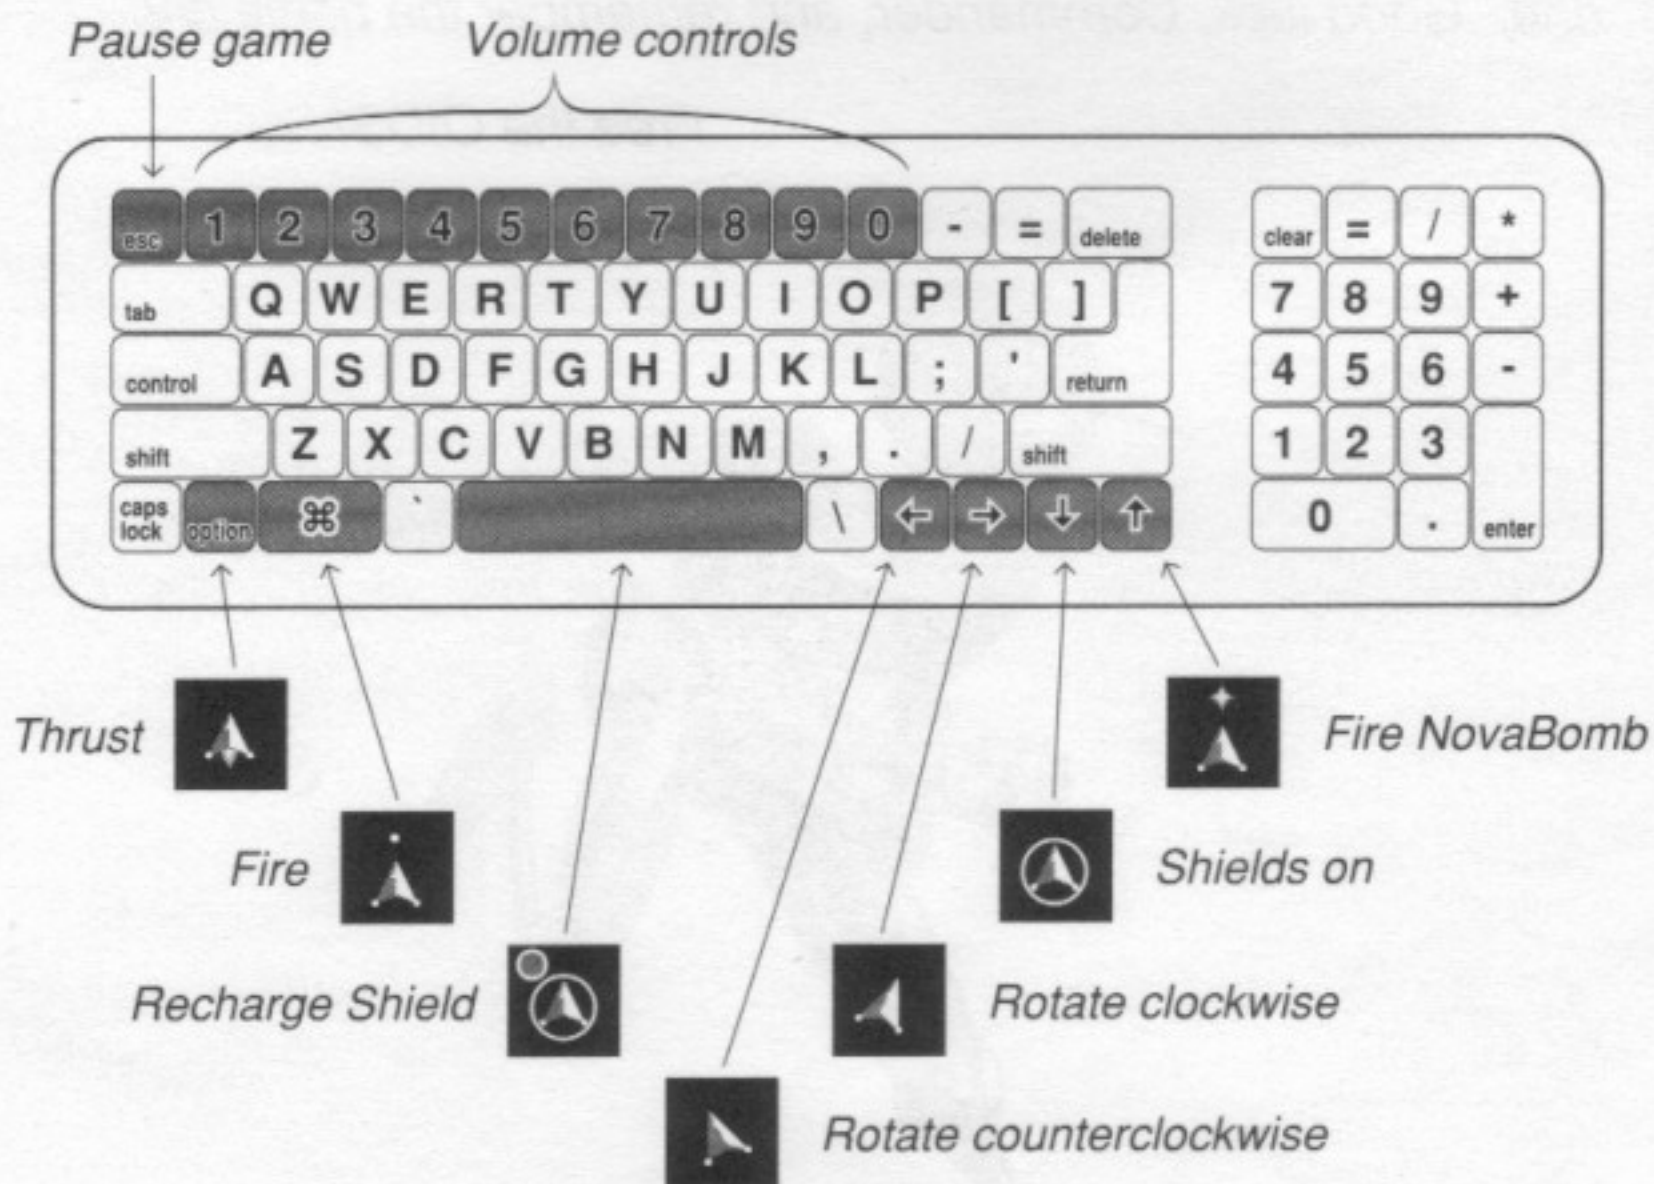 Pause game Volume controls
esc 1 2 3 4 5 6 7 8 9 0 - = delete clear = / *
tab Q W E R T Y U I O P [ ] 7 8 9 +
control A S D F G H J K L ; ' return 4 5 6 -
shift Z X C V B N M , . / shift 1 2 3
caps lock option ⌘ ` \ ← → ↓ ↑ 0 . enter
Thrust
Fire NovaBomb
Fire
Shields on
Recharge Shield
Rotate clockwise
Rotate counterclockwise